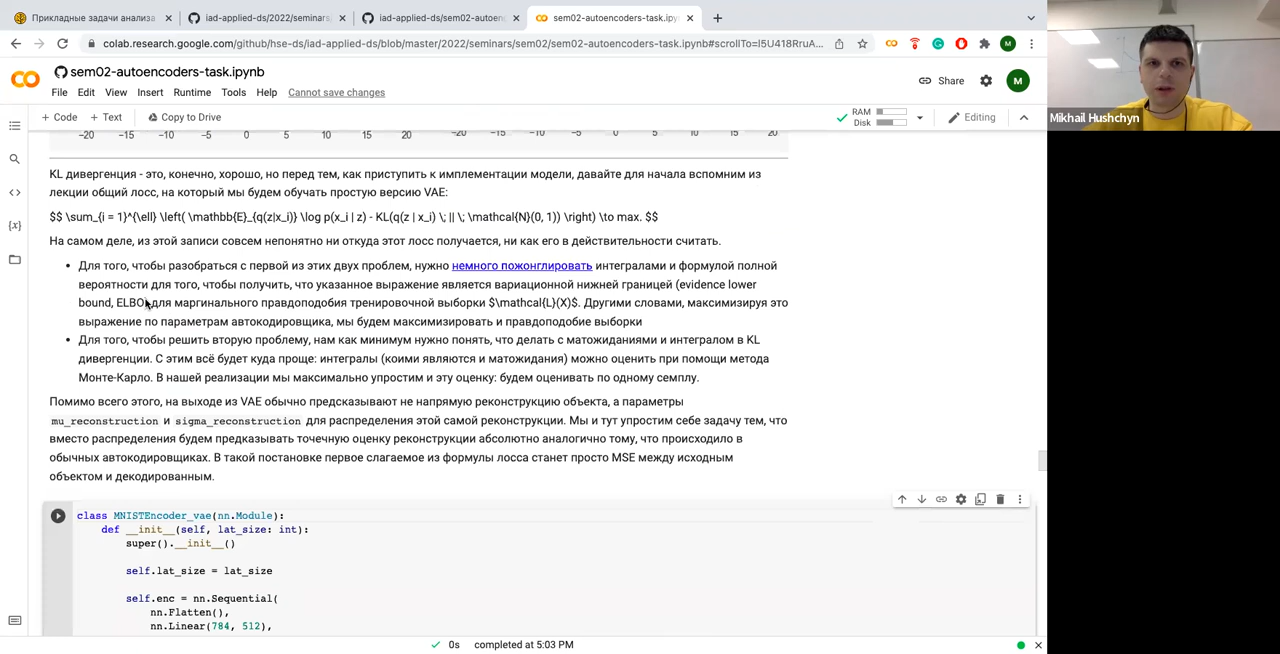 Прикладные задачи анализа
iad-applied-ds/2022/seminars
iad-applied-ds/sem02-autoen
sem02-autoencoders-task.ipyn
colab.research.google.com/github/hse-ds/iad-applied-ds/blob/master/2022/seminars/sem02/sem02-autoencoders-task.ipynb#scrollTo=I5U418RruA...
M
sem02-autoencoders-task.ipynb
File Edit View Insert Runtime Tools Help Cannot save changes
Share
M
+ Code + Text Copy to Drive
RAM
Disk
Editing
−20 −15 −10 −5 0 5 10 15 20 −20 −15 −10 −5 0 5 10 15 20
KL дивергенция - это, конечно, хорошо, но перед тем, как приступить к имплементации модели, давайте для начала вспомним из
лекции общий лосс, на который мы будем обучать простую версию VAE:
$$ \sum_{i = 1}^{\ell} \left( \mathbb{E}_{q(z|x_i)} \log p(x_i | z) - KL(q(z | x_i) \; || \; \mathcal{N}(0, 1)) \right) \to max. $$
На самом деле, из этой записи совсем непонятно ни откуда этот лосс получается, ни как его в действительности считать.
• Для того, чтобы разобраться с первой из этих двух проблем, нужно немного пожонглировать интегралами и формулой полной
вероятности для того, чтобы получить, что указанное выражение является вариационной нижней границей (evidence lower
bound, ELBO) для маргинального правдоподобия тренировочной выборки $\mathcal{L}(X)$. Другими словами, максимизируя это
выражение по параметрам автокодировщика, мы будем максимизировать и правдоподобие выборки
• Для того, чтобы решить вторую проблему, нам как минимум нужно понять, что делать с матожиданиями и интегралом в KL
дивергенции. С этим всё будет куда проще: интегралы (коими являются и матожидания) можно оценить при помощи метода
Монте-Карло. В нашей реализации мы максимально упростим и эту оценку: будем оценивать по одному семплу.
Помимо всего этого, на выходе из VAE обычно предсказывают не напрямую реконструкцию объекта, а параметры
mu_reconstruction и sigma_reconstruction для распределения этой самой реконструкции. Мы и тут упростим себе задачу тем, что
вместо распределения будем предсказывать точечную оценку реконструкции абсолютно аналогично тому, что происходило в
обычных автокодировщиках. В такой постановке первое слагаемое из формулы лосса станет просто MSE между исходным
объектом и декодированным.
class MNISTEncoder_vae(nn.Module):
def __init__(self, lat_size: int):
super().__init__()
self.lat_size = lat_size
self.enc = nn.Sequential(
nn.Flatten(),
nn.Linear(784, 512),
0s completed at 5:03 PM
Mikhail Hushchyn